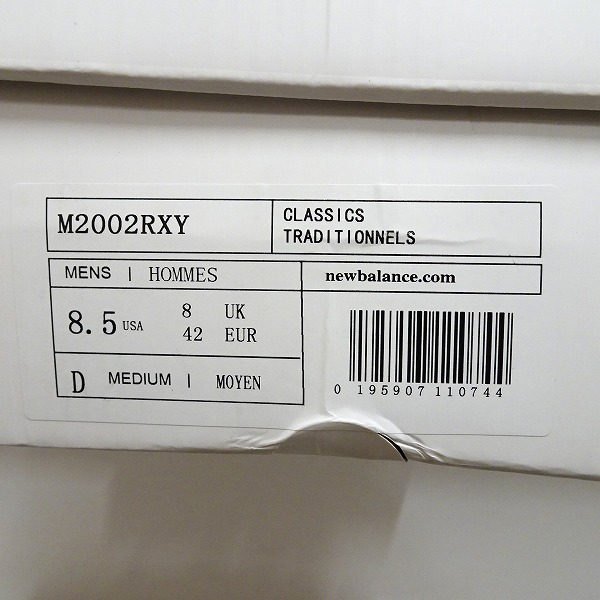 M2002RXY
CLASSICS
TRADITIONNELS
MENS | HOMMES
newbalance.com
8.5 USA
8 UK
42 EUR
D MEDIUM | MOYEN
0 195907 110744